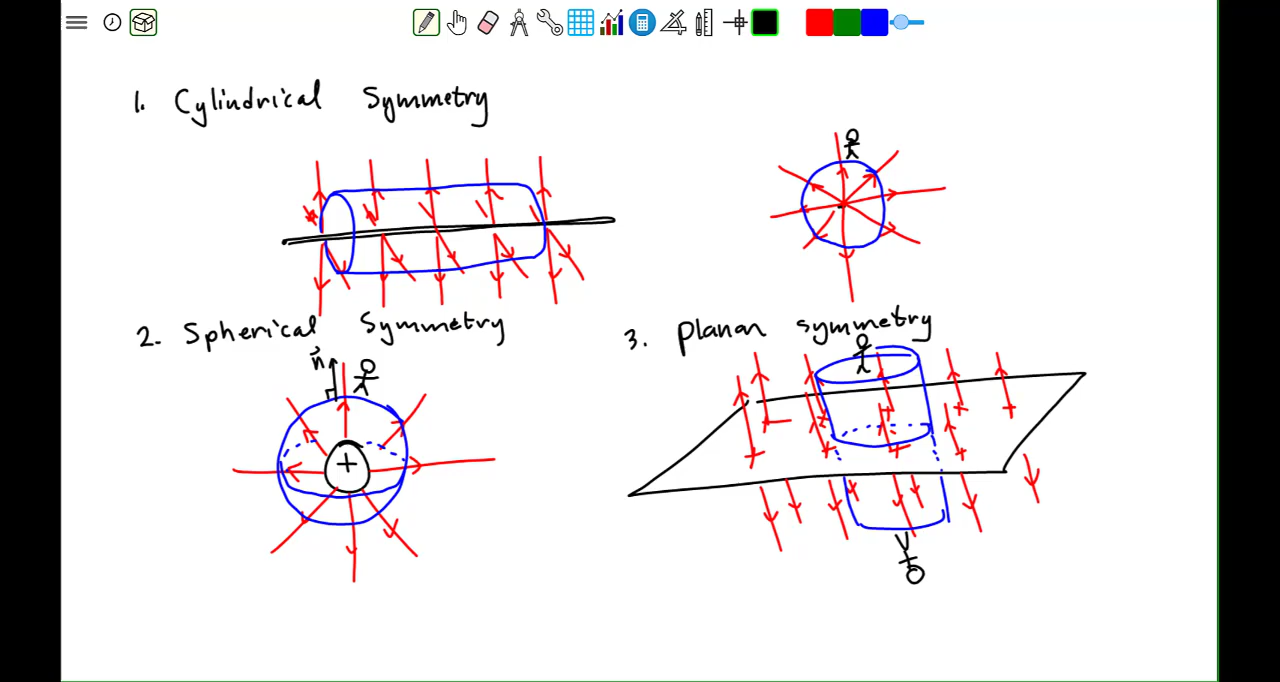 1. Cylindrical Symmetry
2. Spherical Symmetry
n
+
3. Planar symmetry